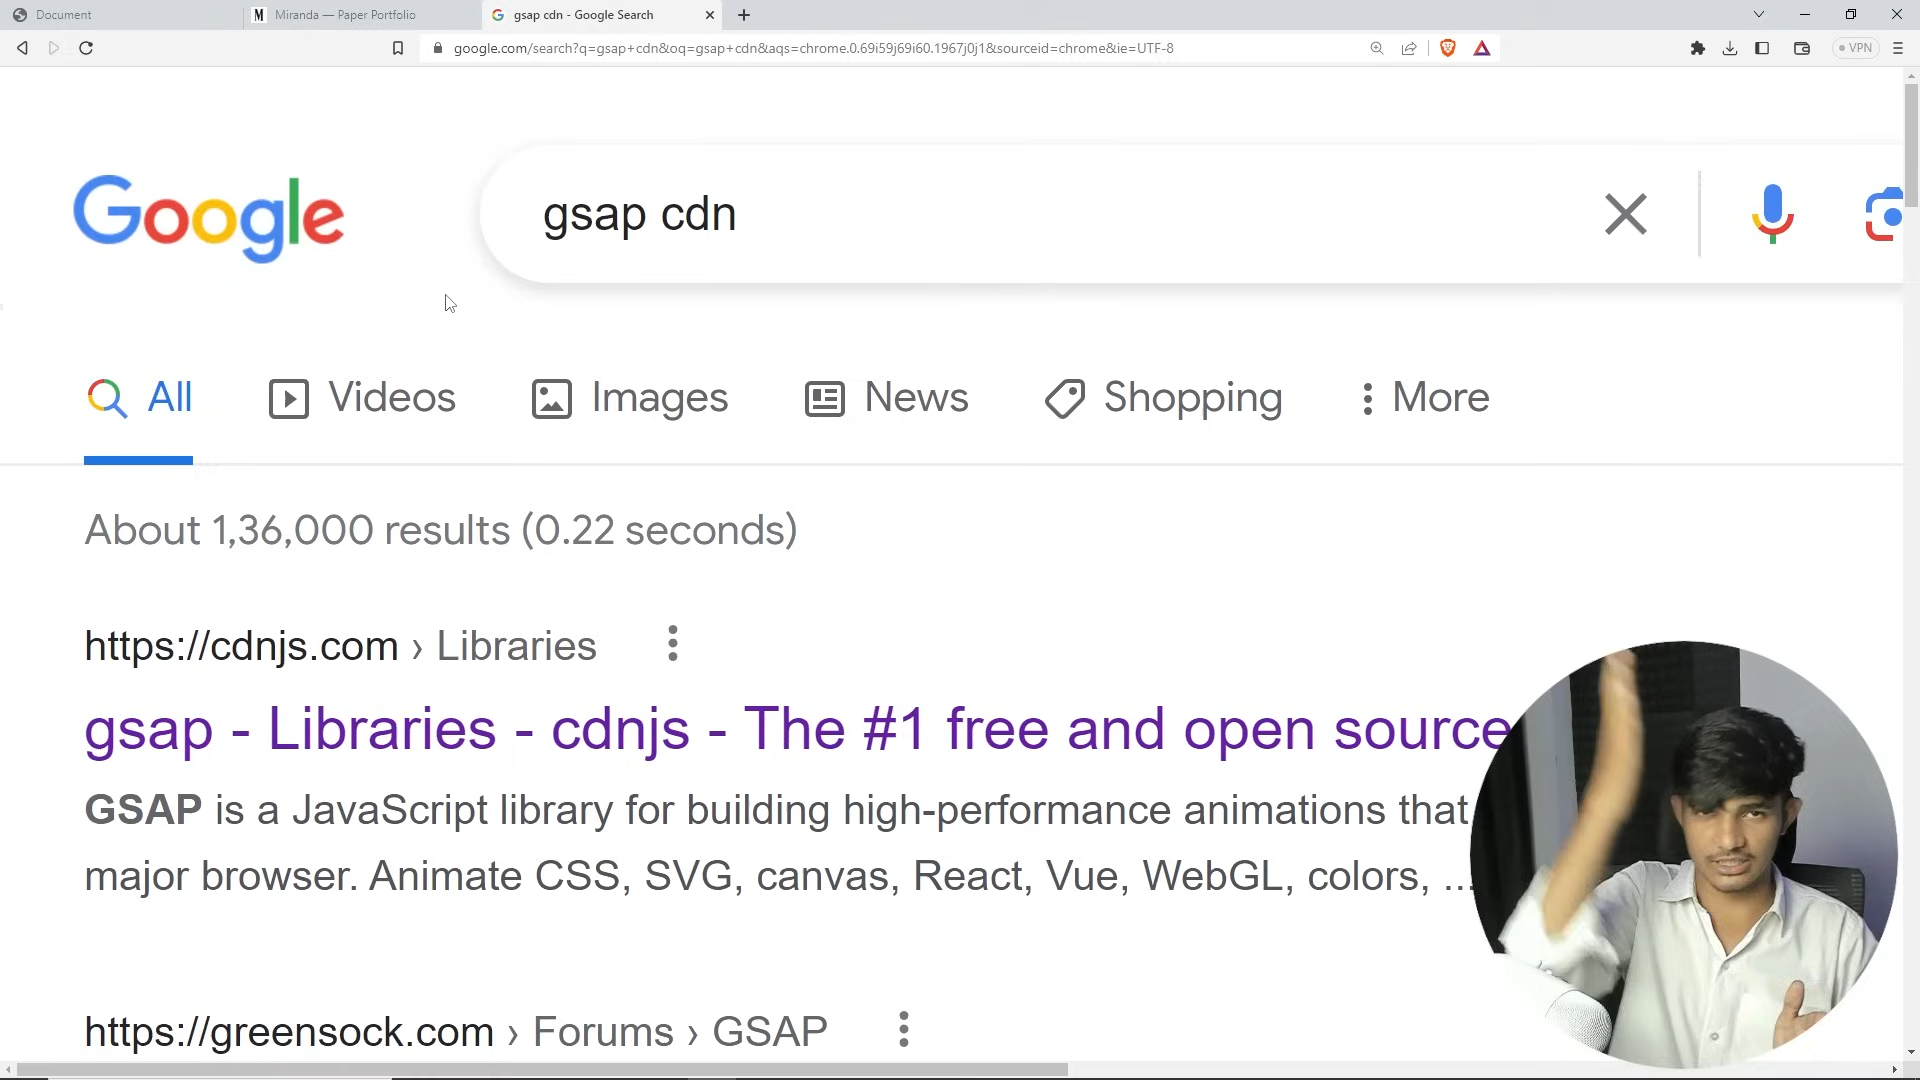 Document
M Miranda — Paper Portfolio
gsap cdn - Google Search
google.com/search?q=gsap+cdn&oq=gsap+cdn&aqs=chrome.0.69i59j69i60.1967j0j1&sourceid=chrome&ie=UTF-8
VPN
Google
gsap cdn
All
Videos
Images
News
Shopping
More
About 1,36,000 results (0.22 seconds)
https://cdnjs.com › Libraries
gsap - Libraries - cdnjs - The #1 free and open source
GSAP is a JavaScript library for building high-performance animations that
major browser. Animate CSS, SVG, canvas, React, Vue, WebGL, colors, ...
https://greensock.com › Forums › GSAP